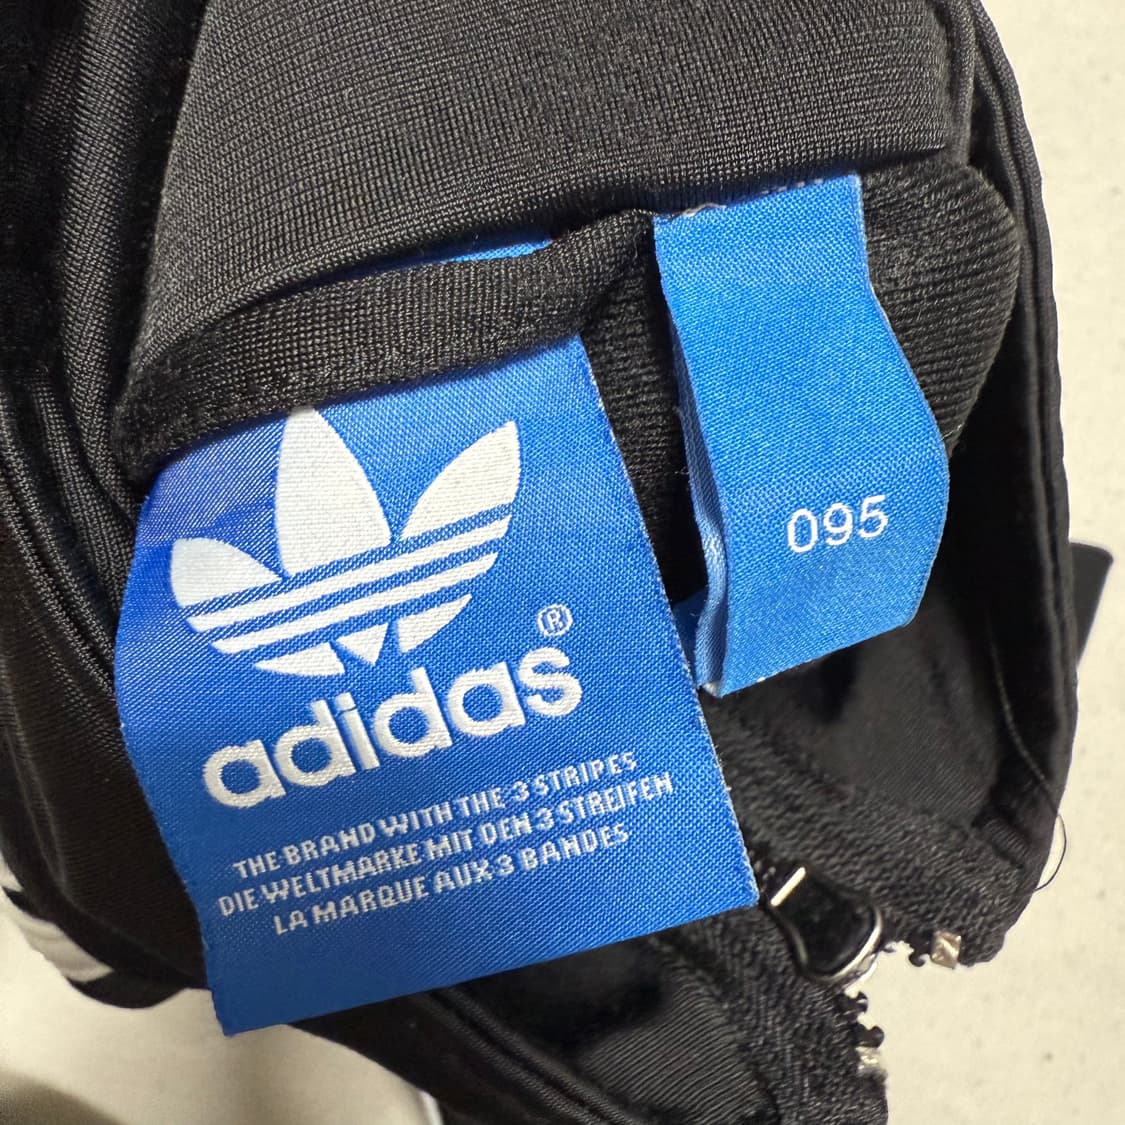 adidas®
THE BRAND WITH THE 3 STRIPES
DIE WELTMARKE MIT DEN 3 STREIFEN
LA MARQUE AUX 3 BANDES
095